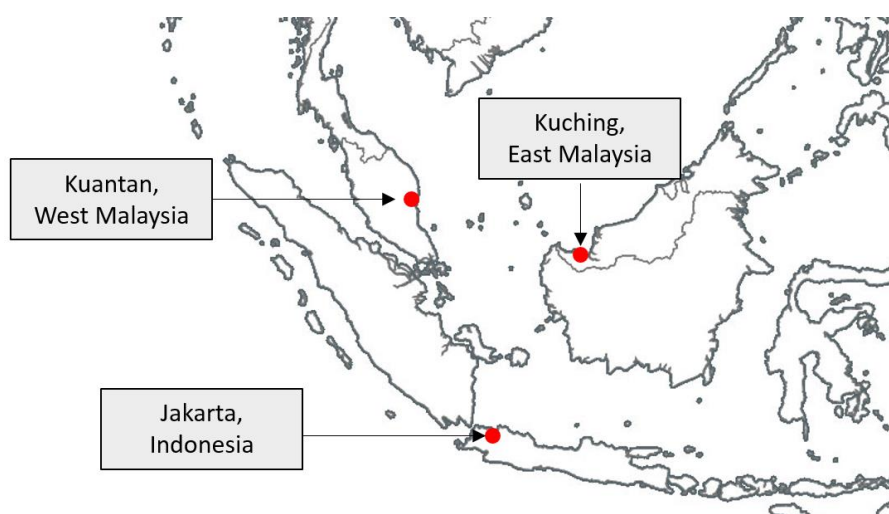 Kuching,
East Malaysia
Kuantan,
West Malaysia
Jakarta,
Indonesia